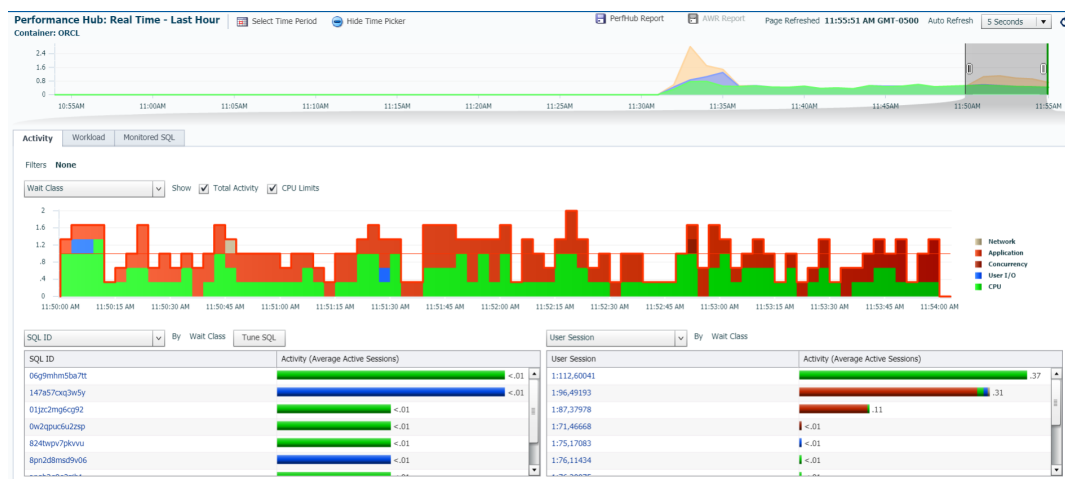 Performance Hub: Real Time - Last Hour Select Time Period Hide Time Picker PerfHub Report AWR Report Page Refreshed 11:55:51 AM GMT-0500 Auto Refresh 5 Seconds
Container: ORCL
2.4
1.6
0.8
0
10:55AM 11:00AM 11:05AM 11:10AM 11:15AM 11:20AM 11:25AM 11:30AM 11:35AM 11:40AM 11:45AM 11:50AM 11:55AM
Activity Workload Monitored SQL
Filters None
Wait Class Show Total Activity CPU Limits
2
1.6
1.2
.8
.4
0
11:50:00 AM 11:50:15 AM 11:50:30 AM 11:50:45 AM 11:51:00 AM 11:51:15 AM 11:51:30 AM 11:51:45 AM 11:52:00 AM 11:52:15 AM 11:52:30 AM 11:52:45 AM 11:53:00 AM 11:53:15 AM 11:53:30 AM 11:53:45 AM 11:54:00 AM
Network
Application
Concurrency
User I/O
CPU
SQL ID By Wait Class Tune SQL
SQL ID Activity (Average Active Sessions)
06g9mhm5ba7tt <.01
147a57cxq3w5y <.01
01jzc2mg6cg92 <.01
0w2qpuc6u2zsp <.01
824twpv7pkvvu <.01
8pn2d8msd9v06 <.01
User Session By Wait Class
User Session Activity (Average Active Sessions)
1:112,60041 .37
1:96,49193 .31
1:87,37978 .11
1:71,46668 <.01
1:75,17083 <.01
1:76,11434 <.01